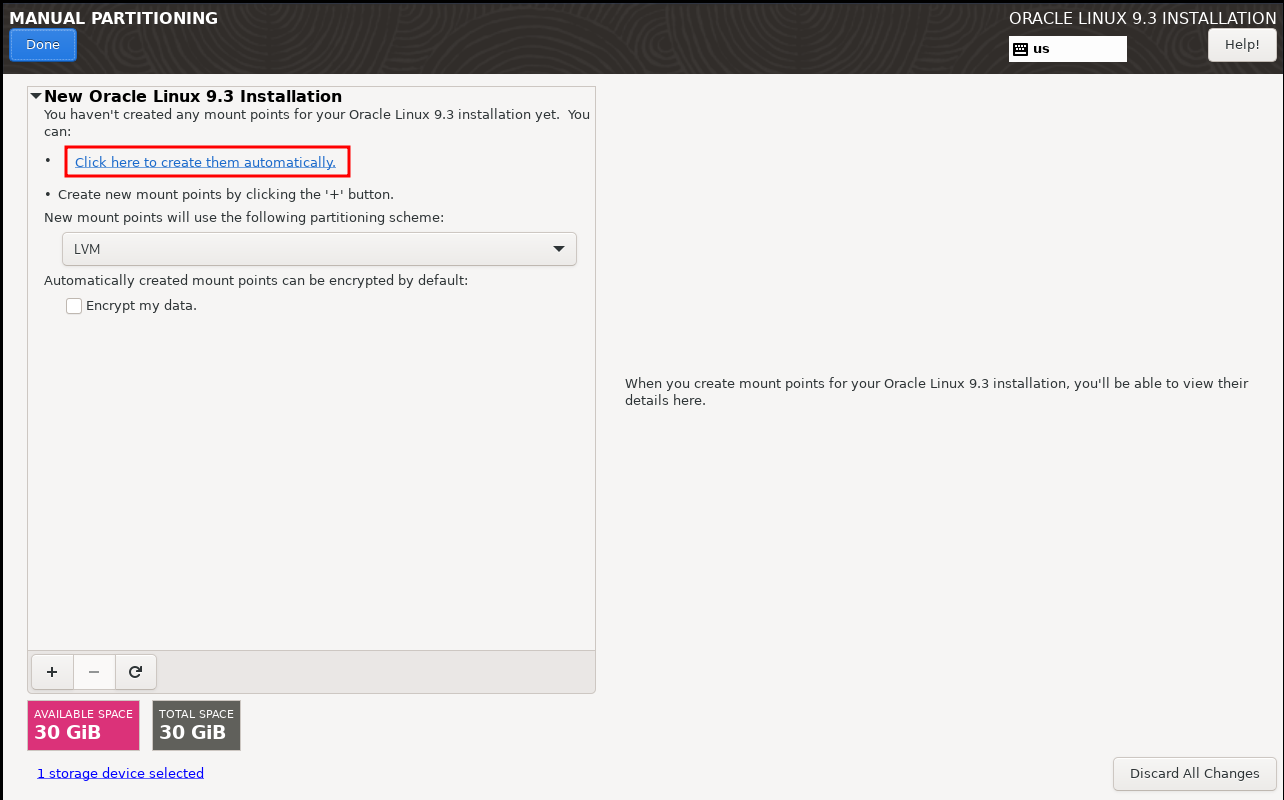 MANUAL PARTITIONING
Done
ORACLE LINUX 9.3 INSTALLATION
us
Help!
New Oracle Linux 9.3 Installation
You haven't created any mount points for your Oracle Linux 9.3 installation yet.  You
can:
• Click here to create them automatically.
• Create new mount points by clicking the '+' button.
New mount points will use the following partitioning scheme:
LVM
Automatically created mount points can be encrypted by default:
Encrypt my data.
When you create mount points for your Oracle Linux 9.3 installation, you'll be able to view their
details here.
+ −
AVAILABLE SPACE
30 GiB
TOTAL SPACE
30 GiB
1 storage device selected
Discard All Changes